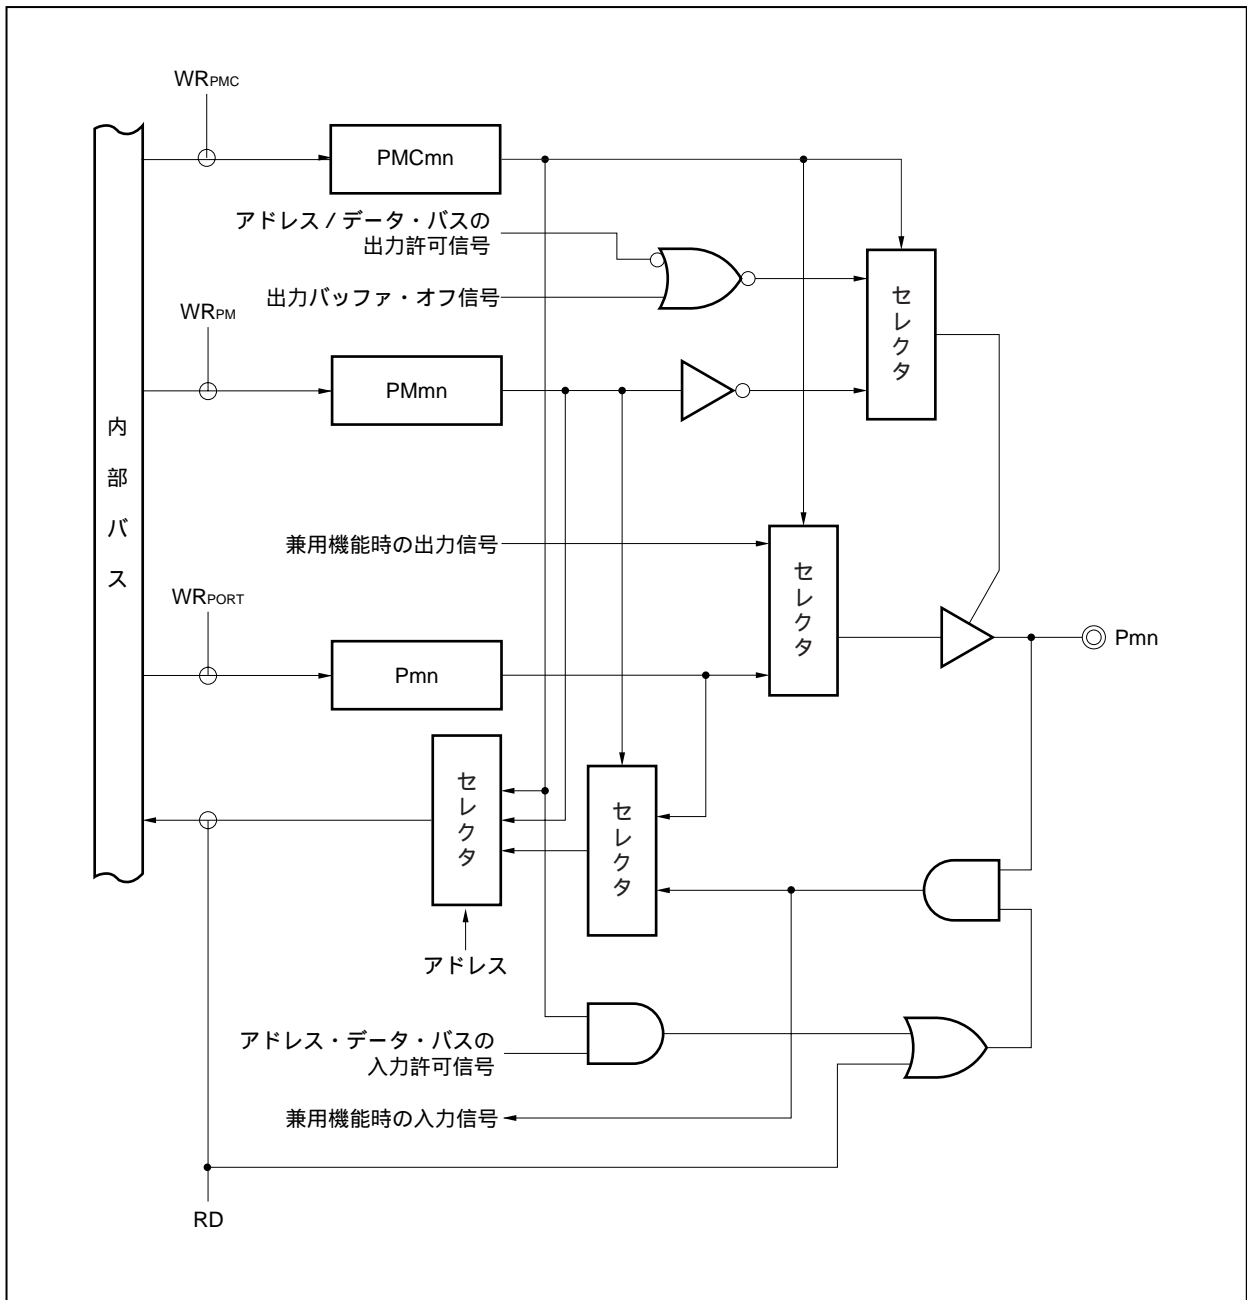 WRPMC
PMCmn
アドレス / データ・バスの
出力許可信号
出力バッファ・オフ信号
セレクタ
WRPM
PMmn
内部バス
兼用機能時の出力信号
セレクタ
WRPORT
Pmn
Pmn
セレクタ
セレクタ
アドレス
アドレス・データ・バスの
入力許可信号
兼用機能時の入力信号
RD